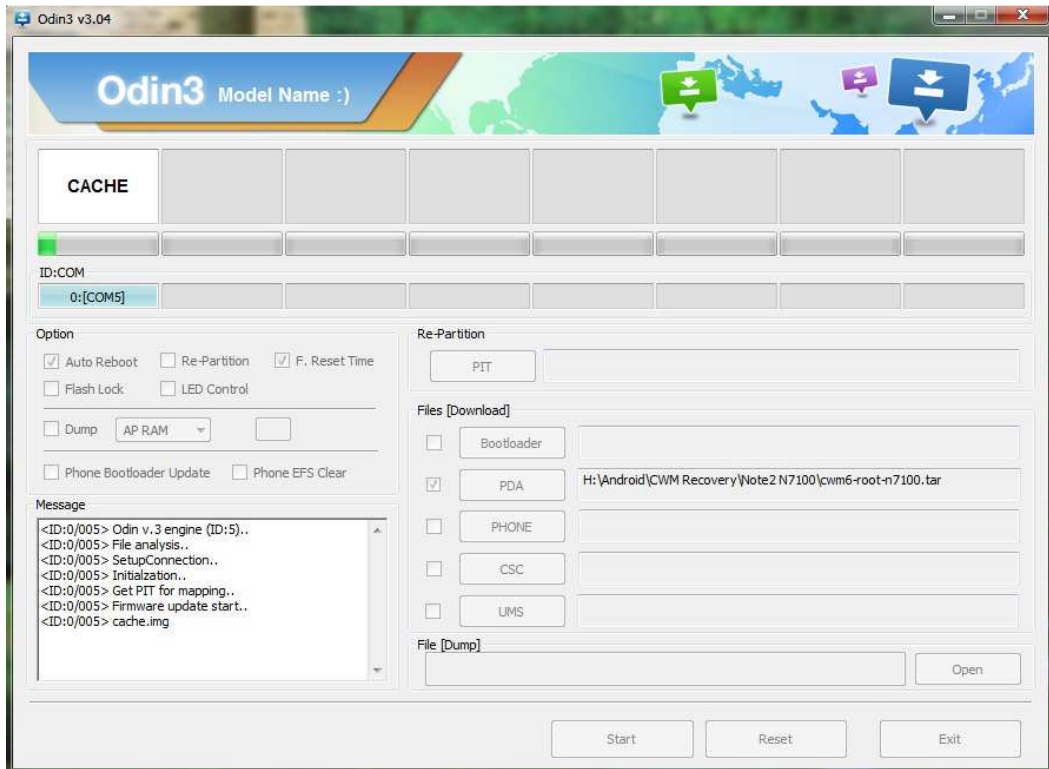 Odin3 v3.04
Odin3 Model Name :)
CACHE
ID:COM
0:[COM5]
Option
Auto Reboot Re-Partition F. Reset Time
Flash Lock LED Control
Dump AP RAM
Phone Bootloader Update Phone EFS Clear
Message
<ID:0/005> Odin v.3 engine (ID:5)..
<ID:0/005> File analysis..
<ID:0/005> SetupConnection..
<ID:0/005> Initialzation..
<ID:0/005> Get PIT for mapping..
<ID:0/005> Firmware update start..
<ID:0/005> cache.img
Re-Partition
PIT
Files [Download]
Bootloader
PDA H:\Android\CWM Recovery\Note2 N7100\cwm6-root-n7100.tar
PHONE
CSC
UMS
File [Dump]
Open
Start Reset Exit